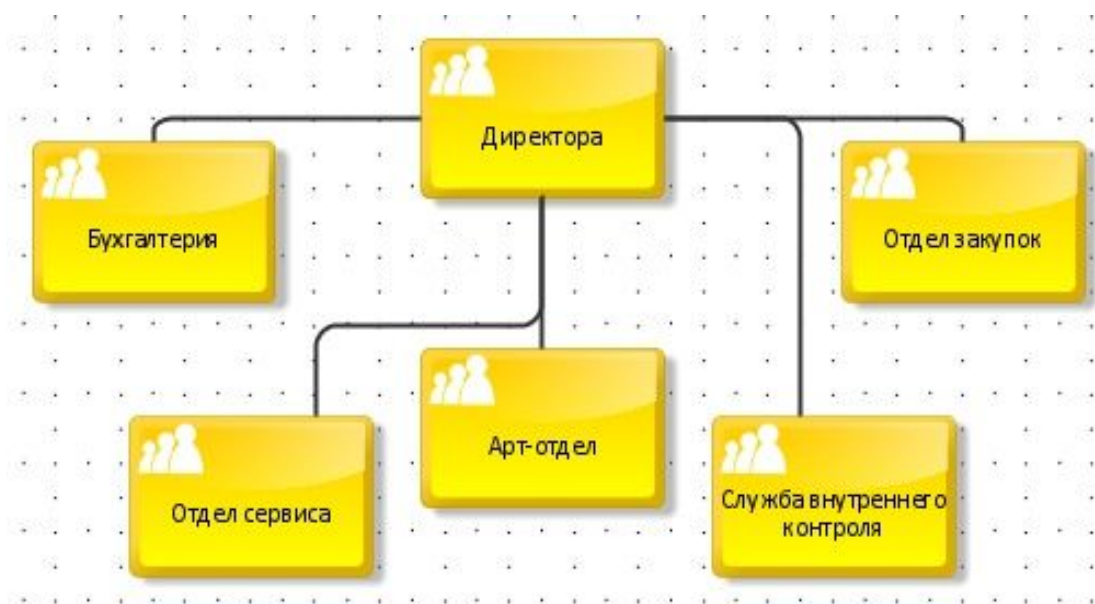 Директора
Бухгалтерия
Отдел закупок
Арт-отдел
Отдел сервиса
Служба внутреннего
контроля